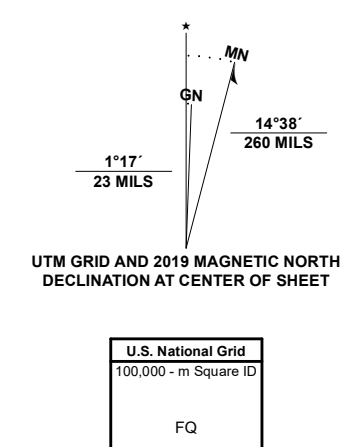 MN
GN
14°38´
260 MILS
1°17´
23 MILS
UTM GRID AND 2019 MAGNETIC NORTH
DECLINATION AT CENTER OF SHEET
U.S. National Grid
100,000 - m Square ID
FQ